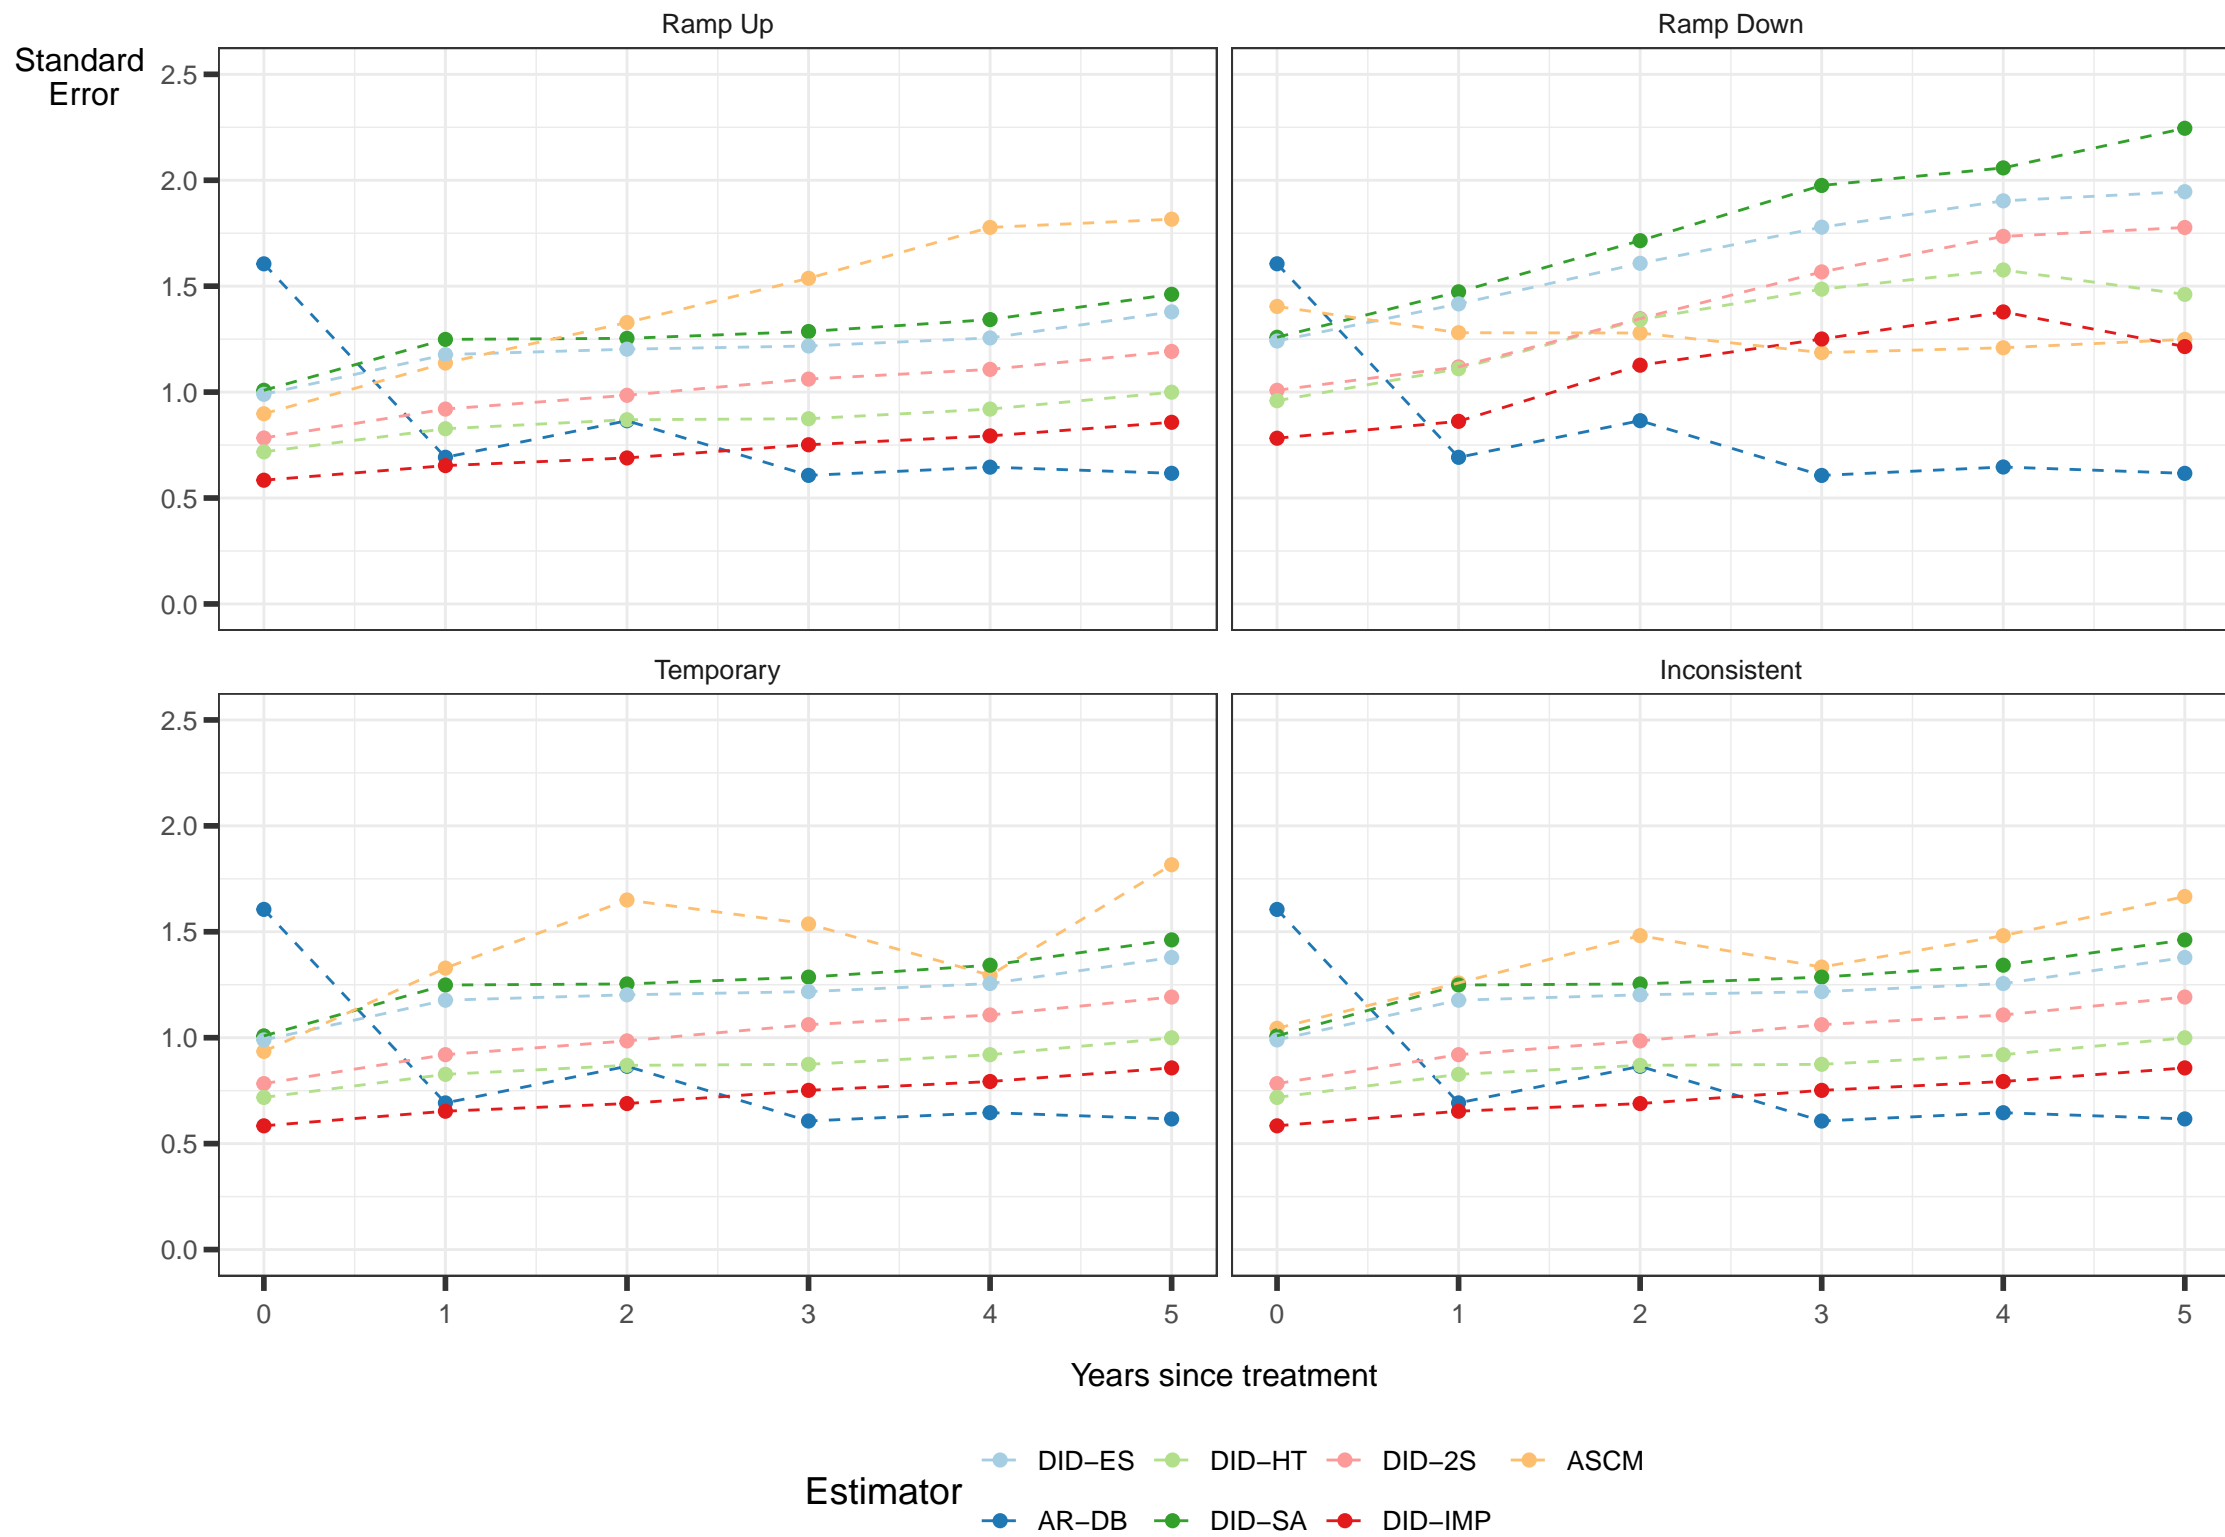 Ramp Up
Ramp Down
Standard
Error
2.5
2.0
1.5
1.0
0.5
0.0
Temporary
Inconsistent
2.5
2.0
1.5
1.0
0.5
0.0
0 1 2 3 4 5
0 1 2 3 4 5
Years since treatment
Estimator
DID−ES DID−HT DID−2S ASCM
AR−DB DID−SA DID−IMP